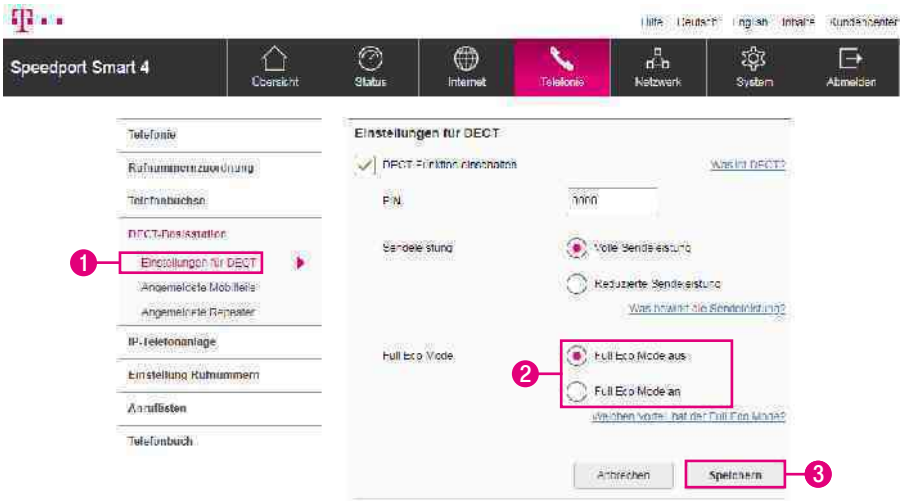 Hilfe Deutsch English Inhalte Kundencenter
Speedport Smart 4
Übersicht
Status
Internet
Telefonie
Netzwerk
System
Abmelden
Telefonie
Rufnummernzuordnung
Telefonbuchse
DECT-Basisstation
1
Einstellungen für DECT
Angemeldete Mobilteile
Angemeldete Repeater
IP-Telefonanlage
Einstellung Rufnummern
Anruflisten
Telefonbuch
Einstellungen für DECT
DECT-Funktion einschalten
Was ist DECT?
PIN
0000
Sendeleistung
Volle Sendeleistung
Reduzierte Sendeleistung
Was bewirkt die Sendeleistung?
Full Eco Mode
2
Full Eco Mode aus
Full Eco Mode an
Welchen Vorteil hat der Full Eco Mode?
Abbrechen
Speichern
3